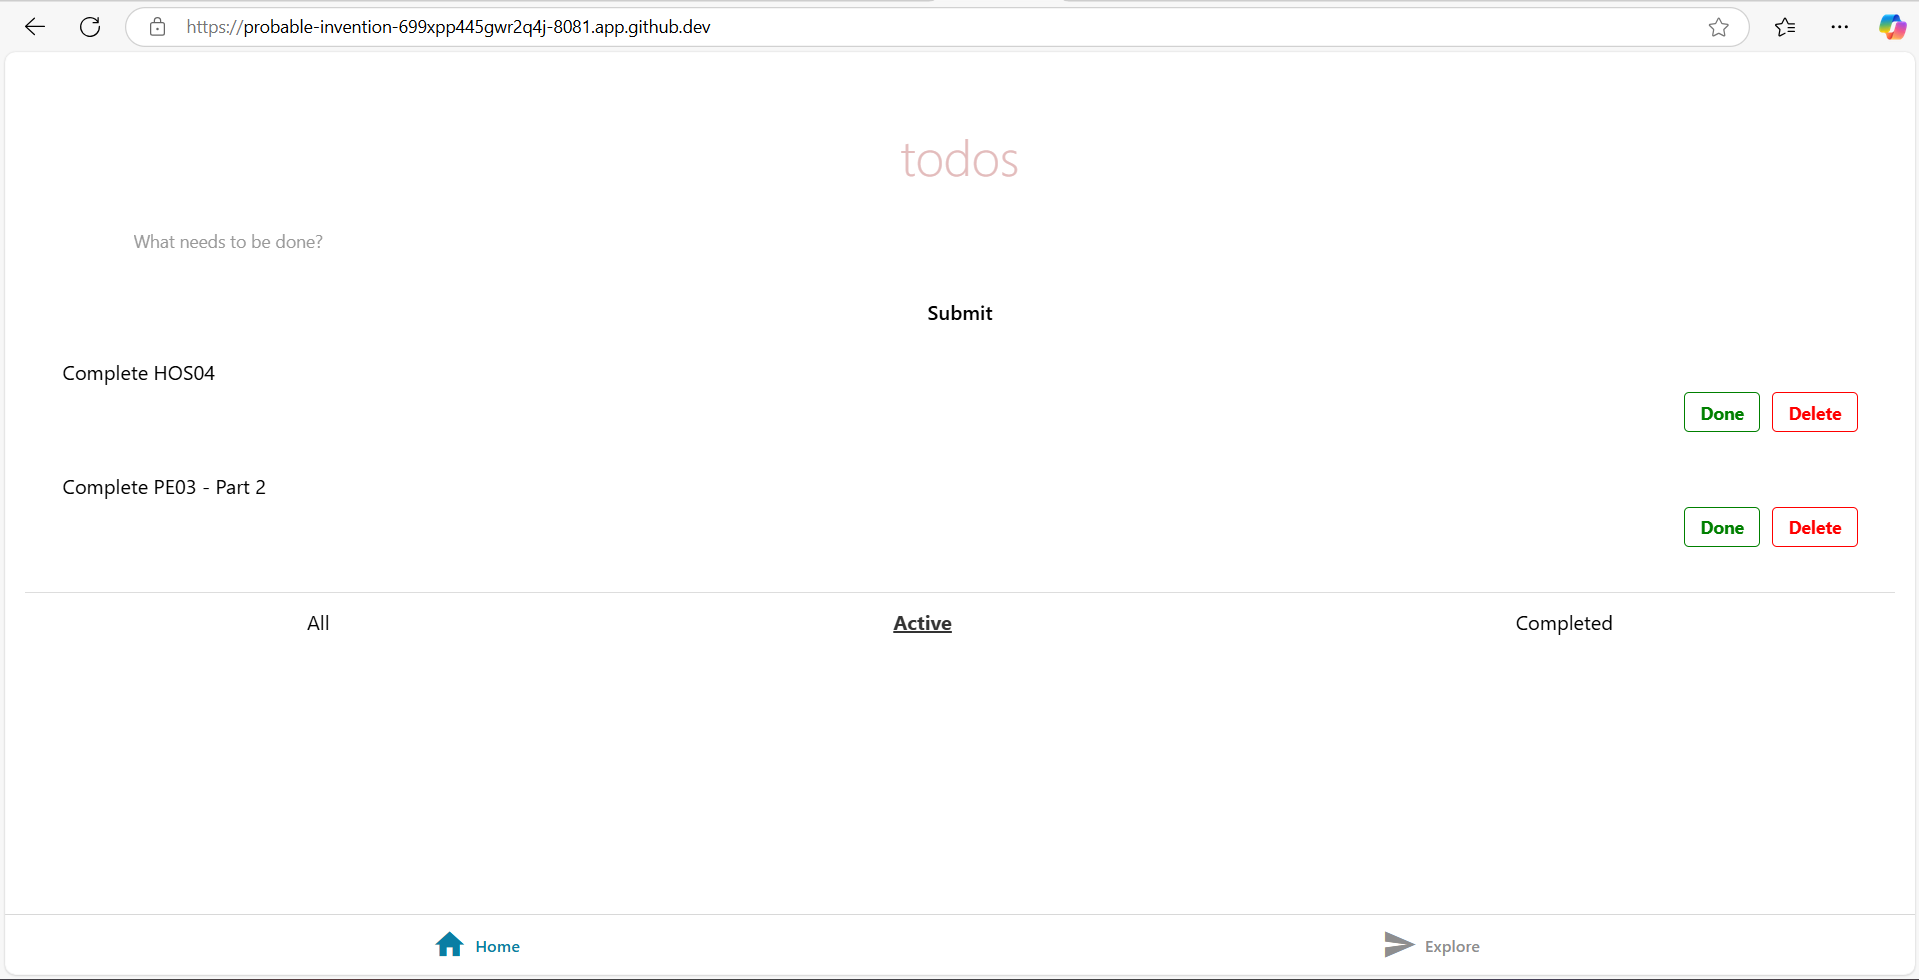 https://probable-invention-699xpp445gwr2q4j-8081.app.github.dev
todos
What needs to be done?
Submit
Complete HOS04
Done Delete
Complete PE03 - Part 2
Done Delete
All Active Completed
Home Explore